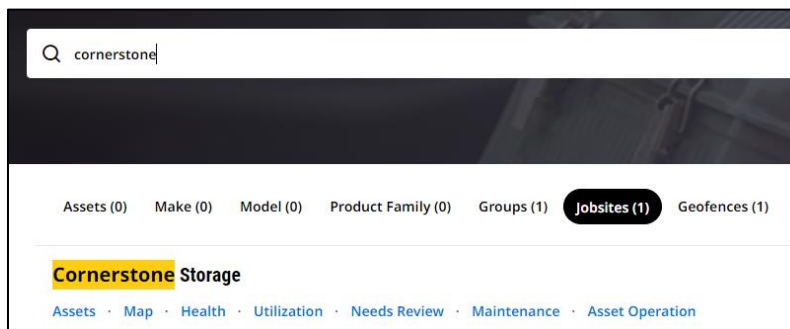 cornerstone
Assets (0) Make (0) Model (0) Product Family (0) Groups (1) Jobsites (1) Geofences (1)
Cornerstone Storage
Assets · Map · Health · Utilization · Needs Review · Maintenance · Asset Operation